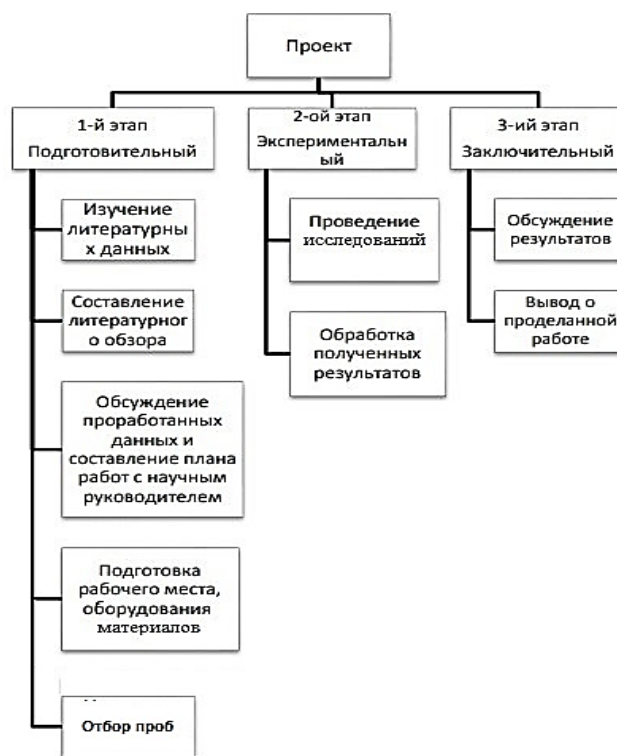 Проект
1-й этап
Подготовительный
Изучение
литературны
х данных
Составление
литературног
о обзора
Обсуждение
проработанных
данных и
составление плана
работ с научным
руководителем
Подготовка
рабочего места,
оборудования
материалов
Отбор проб
2-ой этап
Экспериментальн
ый
Проведение
исследований
Обработка
полученных
результатов
3-ий этап
Заключительный
Обсуждение
результатов
Вывод о
проделанной
работе